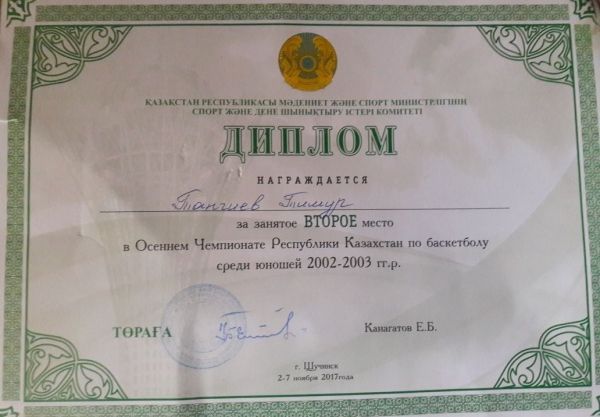 ҚАЗАҚСТАН РЕСПУБЛИКАСЫ МӘДЕНИЕТ ЖӘНЕ СПОРТ МИНИСТРЛІГІНІҢ
СПОРТ ЖӘНЕ ДЕНЕ ШЫНЫҚТЫРУ ІСТЕРІ КОМИТЕТІ
ДИПЛОМ
НАГРАЖДАЕТСЯ
Тангиев Тимур
за занятое ВТОРОЕ место
в Осеннем Чемпионате Республики Казахстан по баскетболу
среди юношей 2002-2003 гг.р.
ТӨРАҒА
Канагатов Е.Б.
г. Щучинск
2-7 ноября 2017года